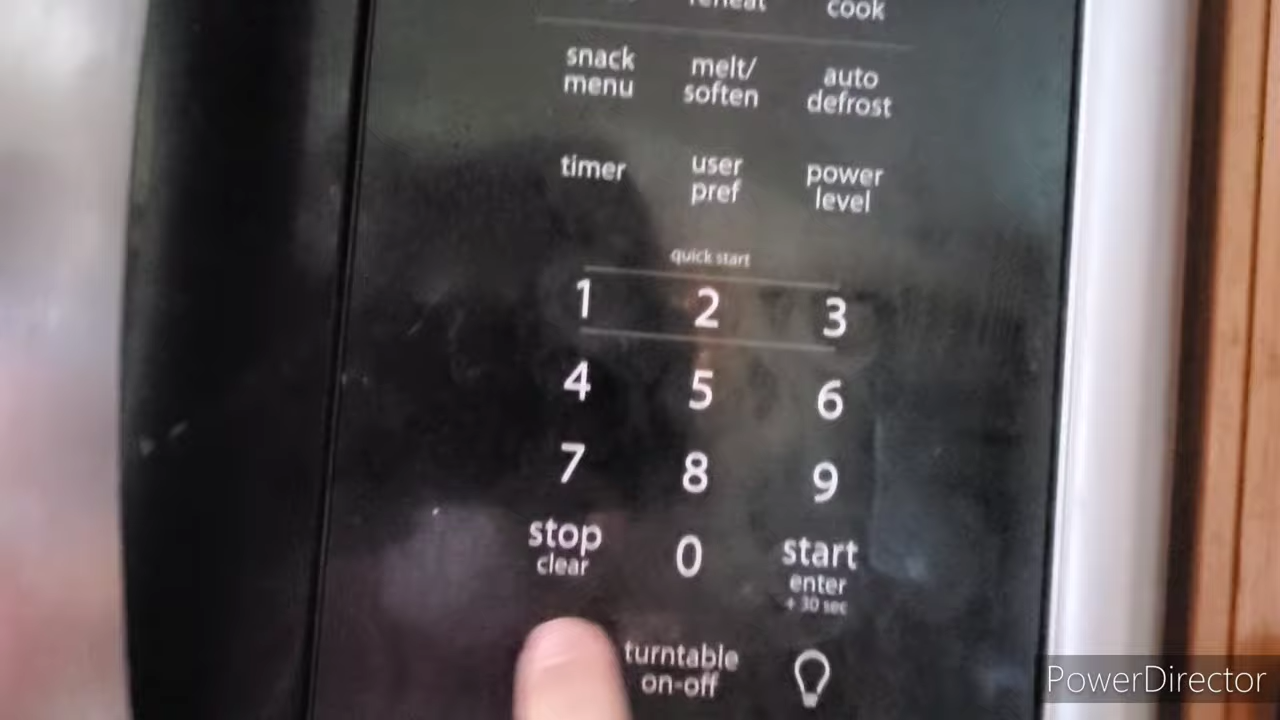 reheat
cook
snack
menu
melt/
soften
auto
defrost
timer
user
pref
power
level
quick start
1 2 3
4 5 6
7 8 9
stop
clear
0
start
enter
+ 30 sec
turntable
on-off
PowerDirector